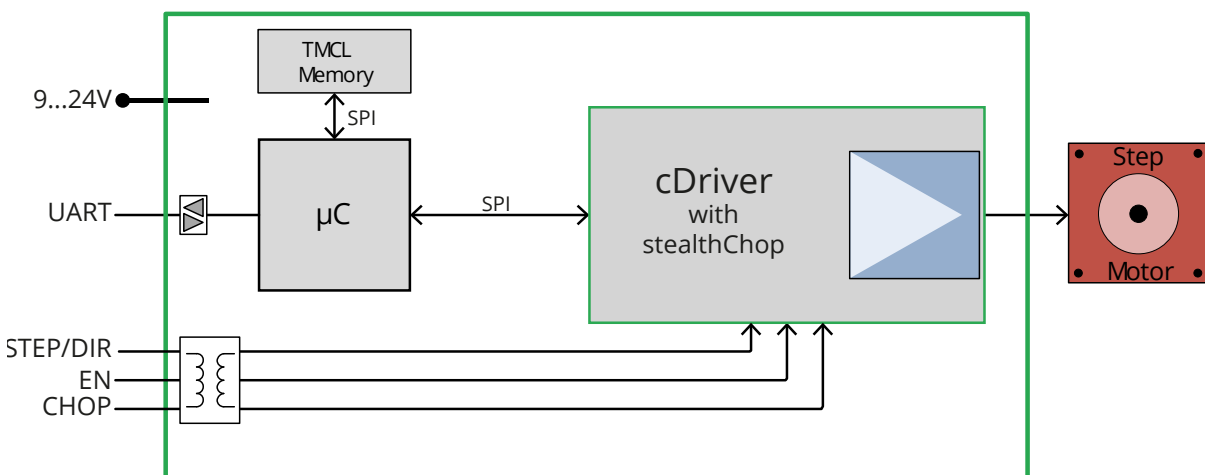 TMCL
Memory
9...24V
SPI
cDriver
with
stealthChop
Step
Motor
UART
µC
SPI
STEP/DIR
EN
CHOP